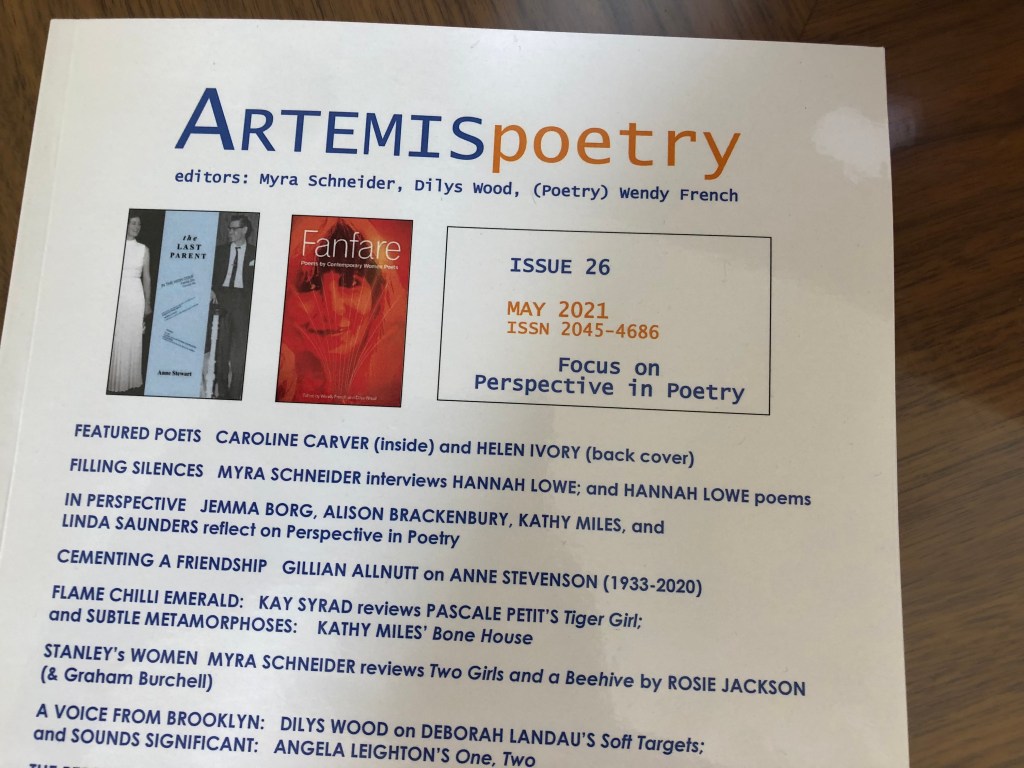 ARTEMISpoetry
editors: Myra Schneider, Dilys Wood, (Poetry) Wendy French
the
LAST
PARENT
Anne Stewart
Fanfare
Poems by Contemporary Women Poets
ISSUE 26
MAY 2021
ISSN 2045-4686
Focus on
Perspective in Poetry
FEATURED POETS CAROLINE CARVER (inside) and HELEN IVORY (back cover)
FILLING SILENCES MYRA SCHNEIDER interviews HANNAH LOWE; and HANNAH LOWE poems
IN PERSPECTIVE JEMMA BORG, ALISON BRACKENBURY, KATHY MILES, and
LINDA SAUNDERS reflect on Perspective in Poetry
CEMENTING A FRIENDSHIP GILLIAN ALLNUTT on ANNE STEVENSON (1933-2020)
FLAME CHILLI EMERALD: KAY SYRAD reviews PASCALE PETIT'S Tiger Girl;
and SUBTLE METAMORPHOSES: KATHY MILES' Bone House
STANLEY's WOMEN MYRA SCHNEIDER reviews Two Girls and a Beehive by ROSIE JACKSON
(& Graham Burchell)
A VOICE FROM BROOKLYN: DILYS WOOD on DEBORAH LANDAU'S Soft Targets;
and SOUNDS SIGNIFICANT: ANGELA LEIGHTON'S One, Two